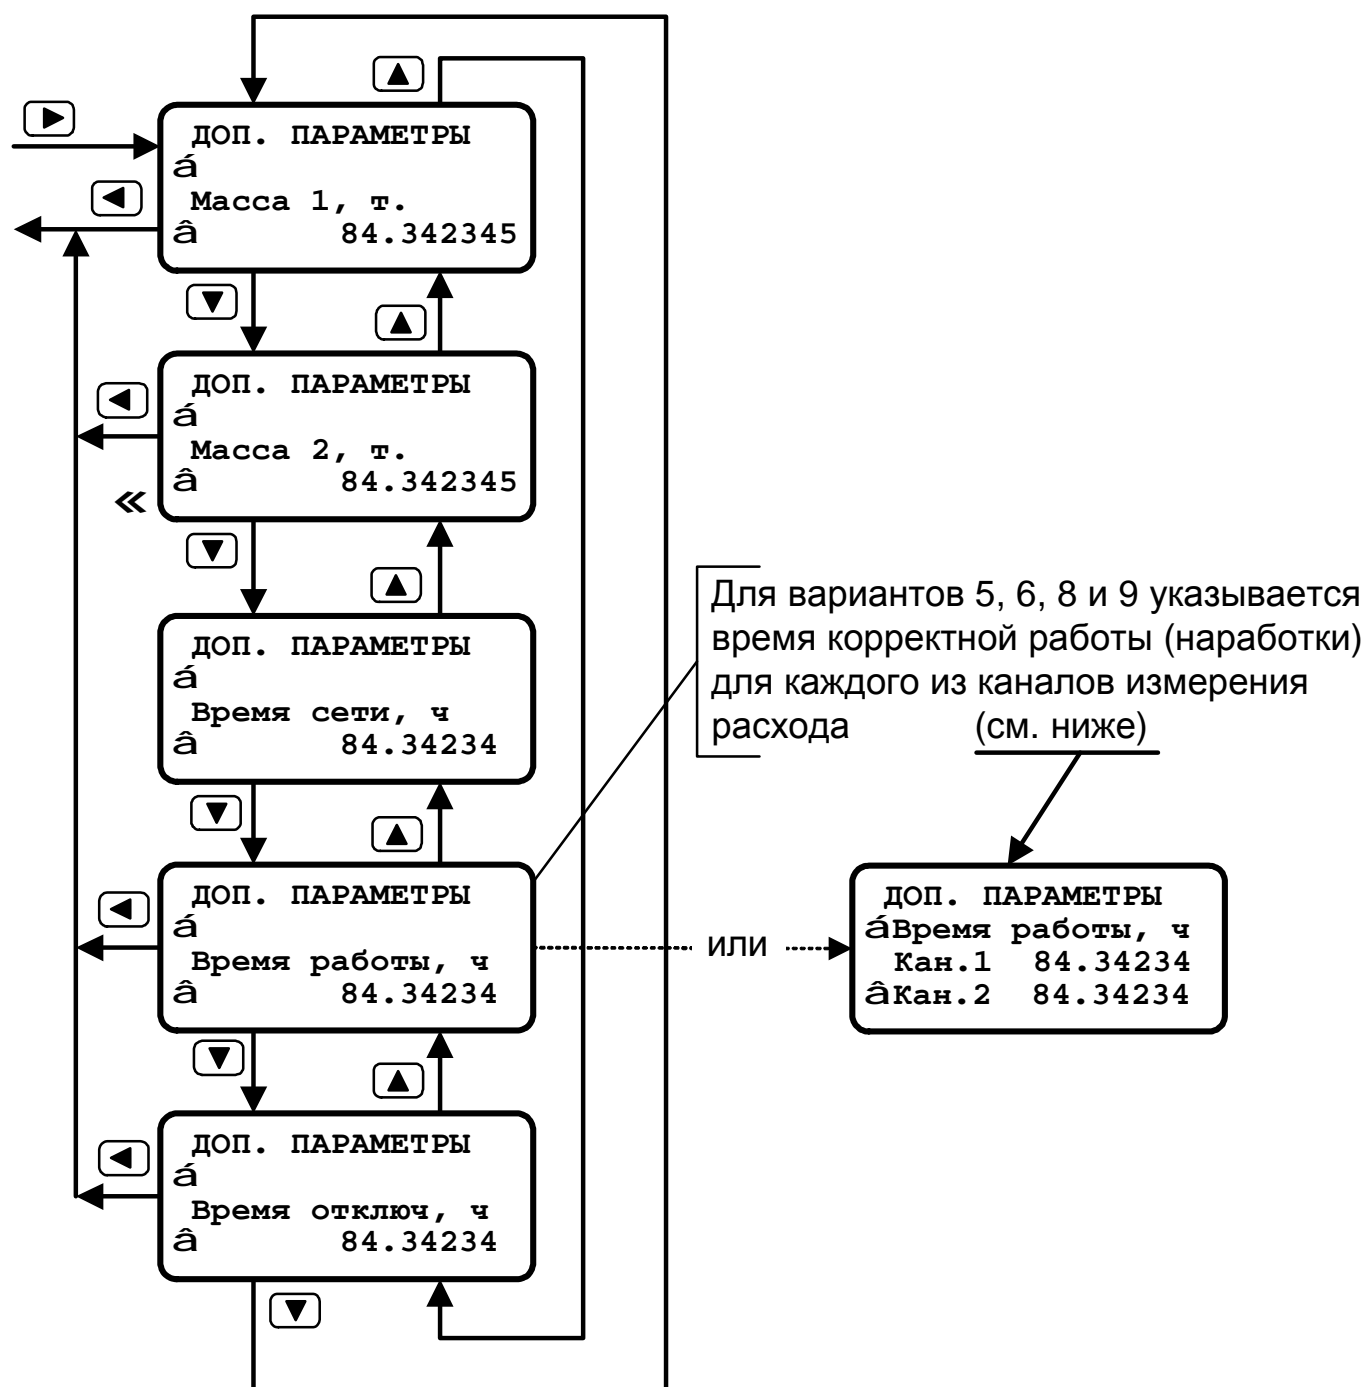 ДОП. ПАРАМЕТРЫ
á
Масса 1, т.
â 84.342345
ДОП. ПАРАМЕТРЫ
á
Масса 2, т.
â 84.342345
«
ДОП. ПАРАМЕТРЫ
á
Время сети, ч
â 84.34234
Для вариантов 5, 6, 8 и 9 указывается
время корректной работы (наработки)
для каждого из каналов измерения
расхода (см. ниже)
ДОП. ПАРАМЕТРЫ
á
Время работы, ч
â 84.34234
или
ДОП. ПАРАМЕТРЫ
áВремя работы, ч
Кан.1 84.34234
âКан.2 84.34234
ДОП. ПАРАМЕТРЫ
á
Время отключ, ч
â 84.34234